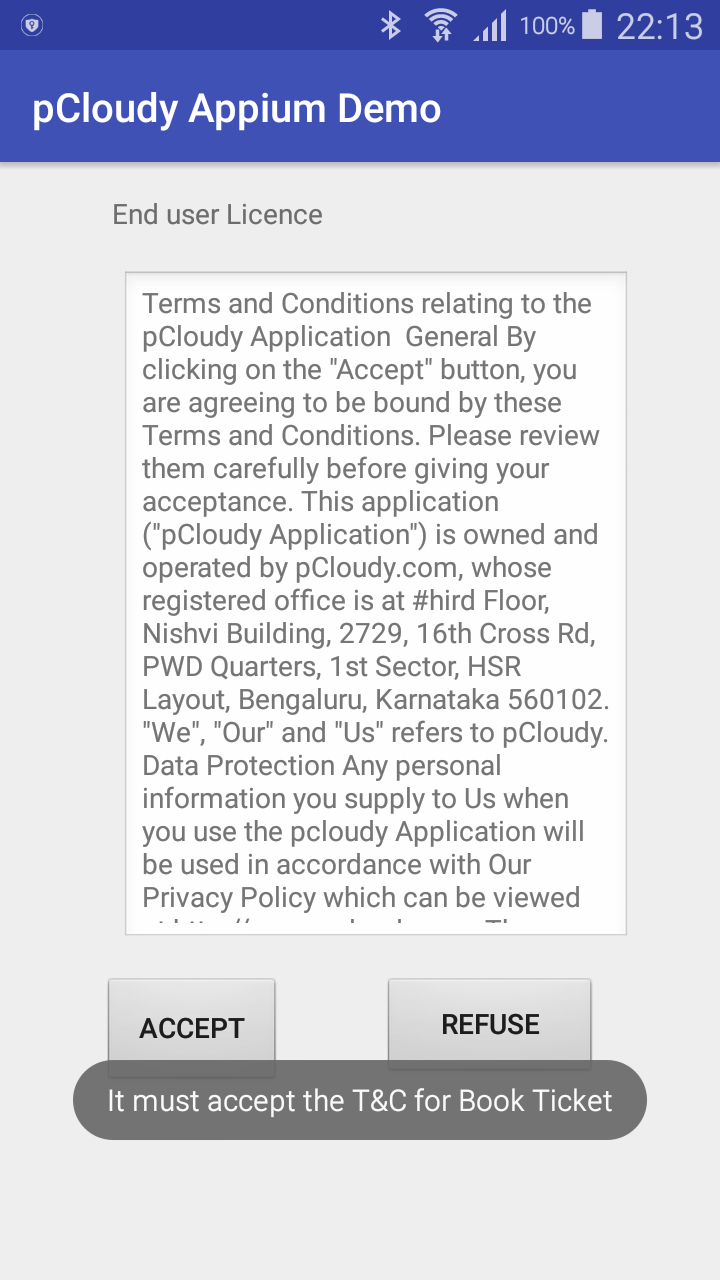 100% 22:13
pCloudy Appium Demo
End user Licence
Terms and Conditions relating to the
pCloudy Application  General By
clicking on the "Accept" button, you
are agreeing to be bound by these
Terms and Conditions. Please review
them carefully before giving your
acceptance. This application
("pCloudy Application") is owned and
operated by pCloudy.com, whose
registered office is at #hird Floor,
Nishvi Building, 2729, 16th Cross Rd,
PWD Quarters, 1st Sector, HSR
Layout, Bengaluru, Karnataka 560102.
"We", "Our" and "Us" refers to pCloudy.
Data Protection Any personal
information you supply to Us when
you use the pcloudy Application will
be used in accordance with Our
Privacy Policy which can be viewed
ACCEPT REFUSE
It must accept the T&C for Book Ticket